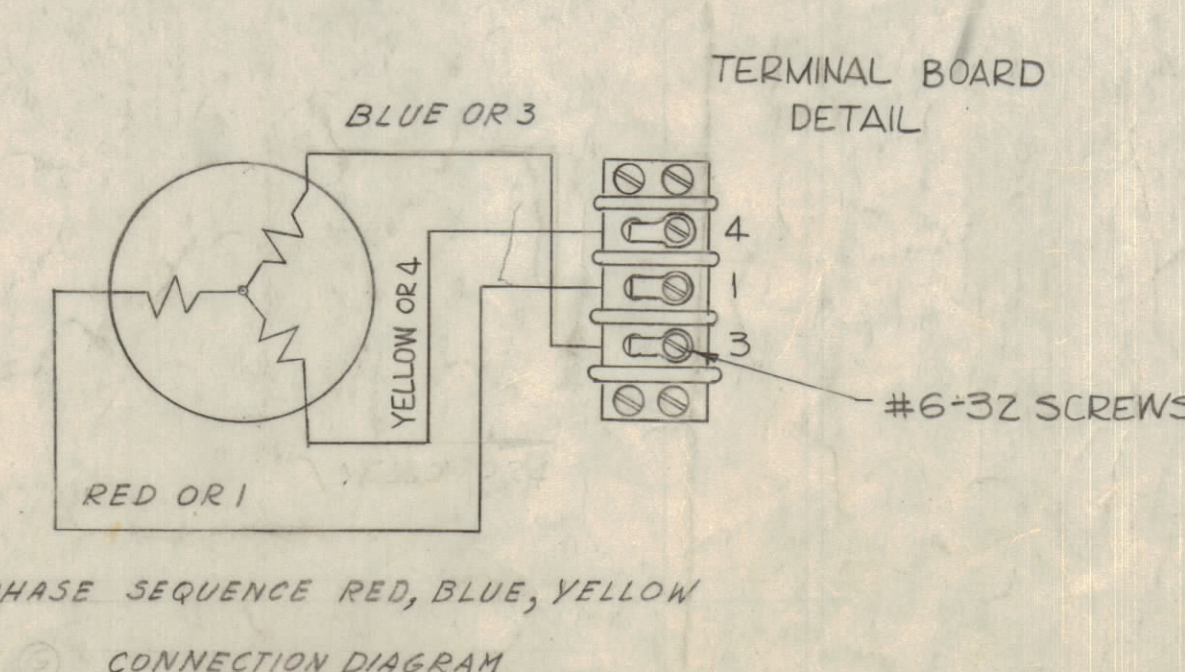 TERMINAL BOARD
DETAIL
BLUE OR 3
YELLOW OR 4
4
1
3
#6-32 SCREWS
RED OR 1
PHASE SEQUENCE RED, BLUE, YELLOW
CONNECTION DIAGRAM